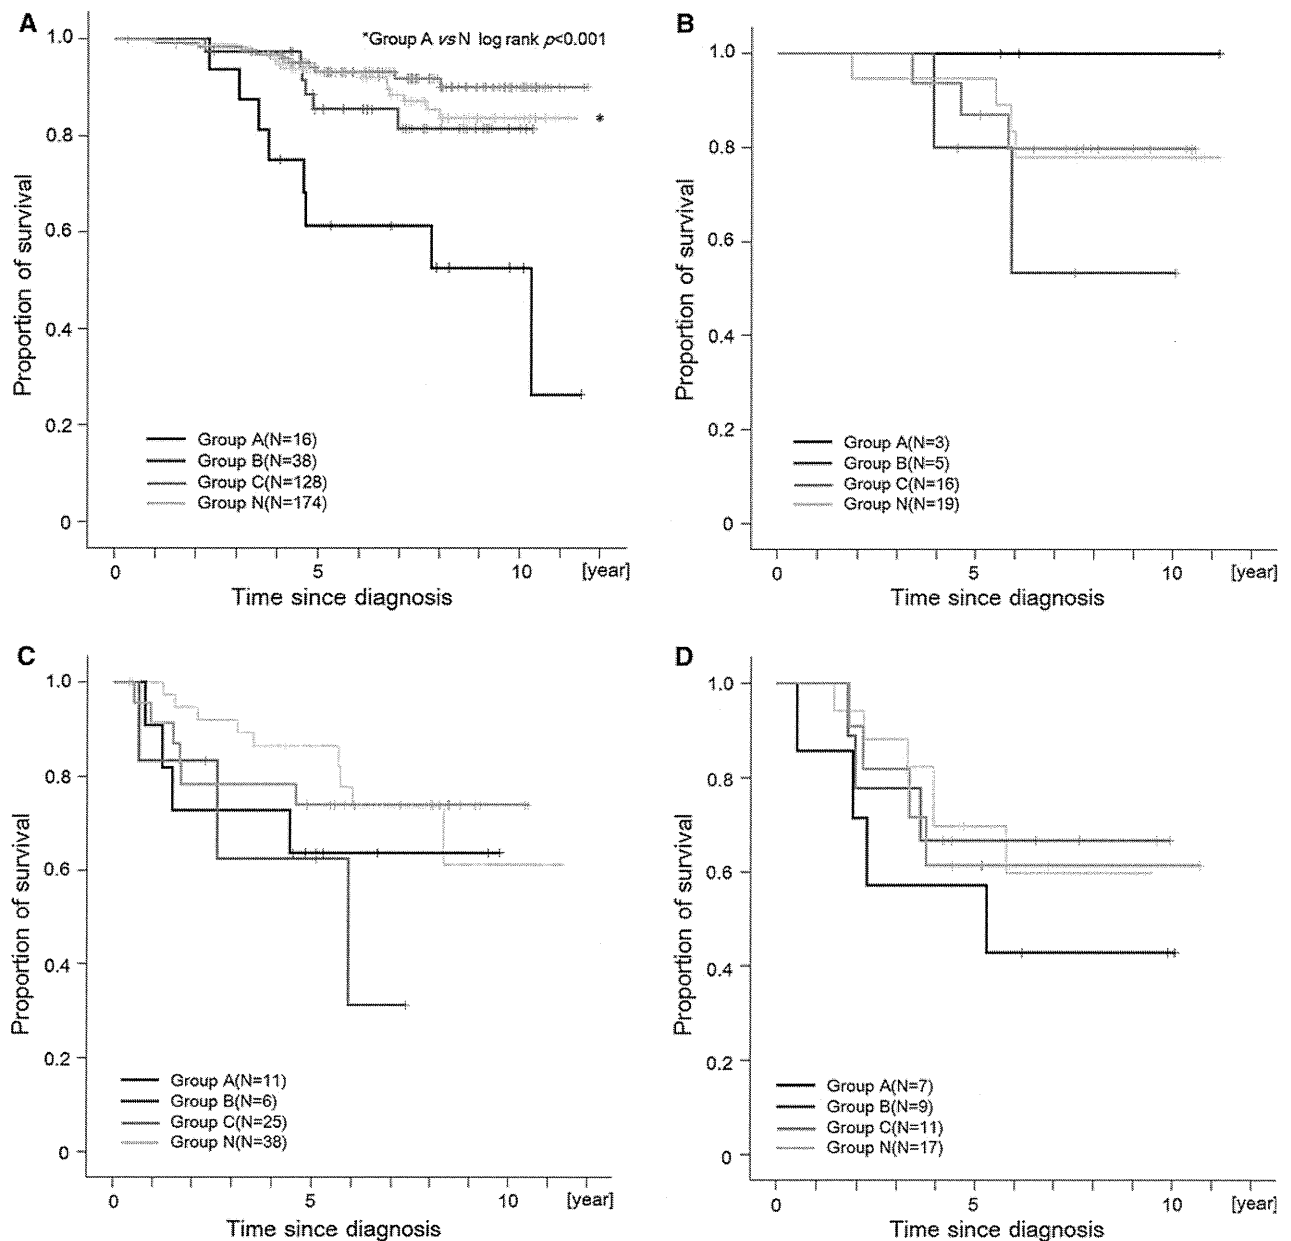 A
*Group A vs N log rank p<0.001
1.0
0.8
0.6
0.4
0.2
0
Proportion of survival
*
Group A(N=16)
Group B(N=38)
Group C(N=128)
Group N(N=174)
0 5 10 [year]
Time since diagnosis
B
1.0
0.8
0.6
0.4
0.2
0
Proportion of survival
Group A(N=3)
Group B(N=5)
Group C(N=16)
Group N(N=19)
0 5 10 [year]
Time since diagnosis
C
1.0
0.8
0.6
0.4
0.2
0
Proportion of survival
Group A(N=11)
Group B(N=6)
Group C(N=25)
Group N(N=38)
0 5 10 [year]
Time since diagnosis
D
1.0
0.8
0.6
0.4
0.2
0
Proportion of survival
Group A(N=7)
Group B(N=9)
Group C(N=11)
Group N(N=17)
0 5 10 [year]
Time since diagnosis